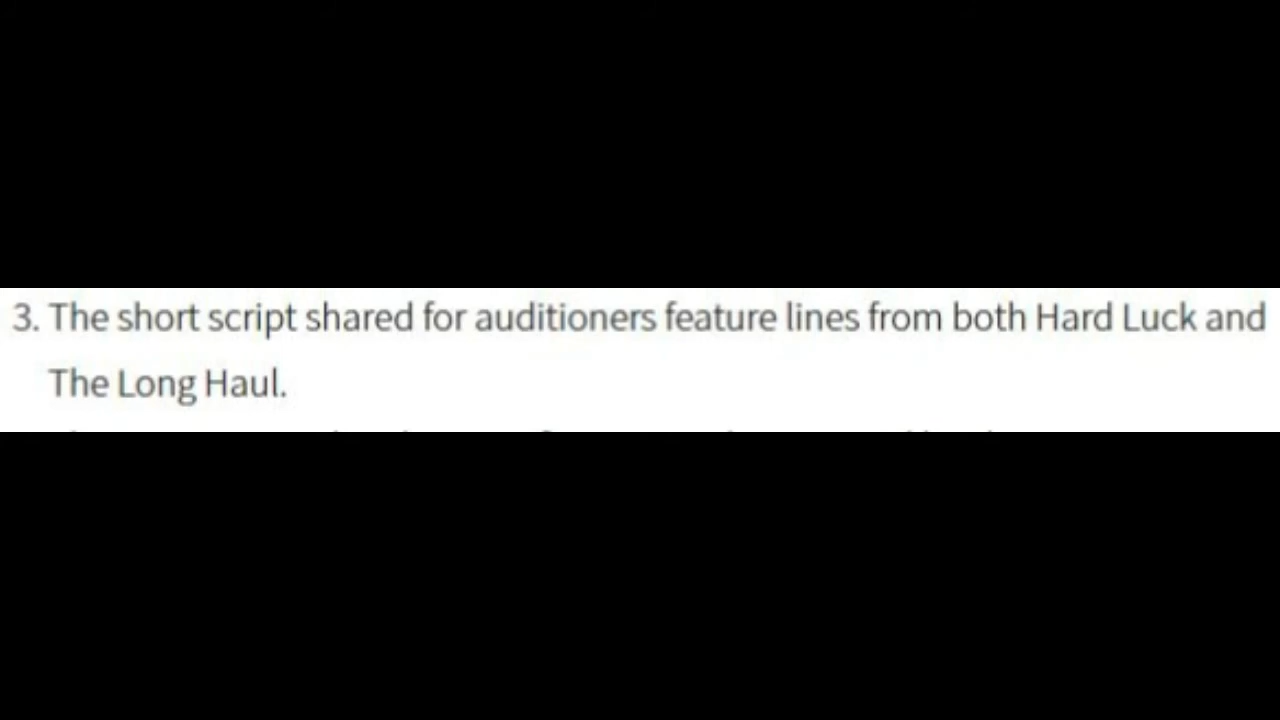 3. The short script shared for auditioners feature lines from both Hard Luck and
The Long Haul.